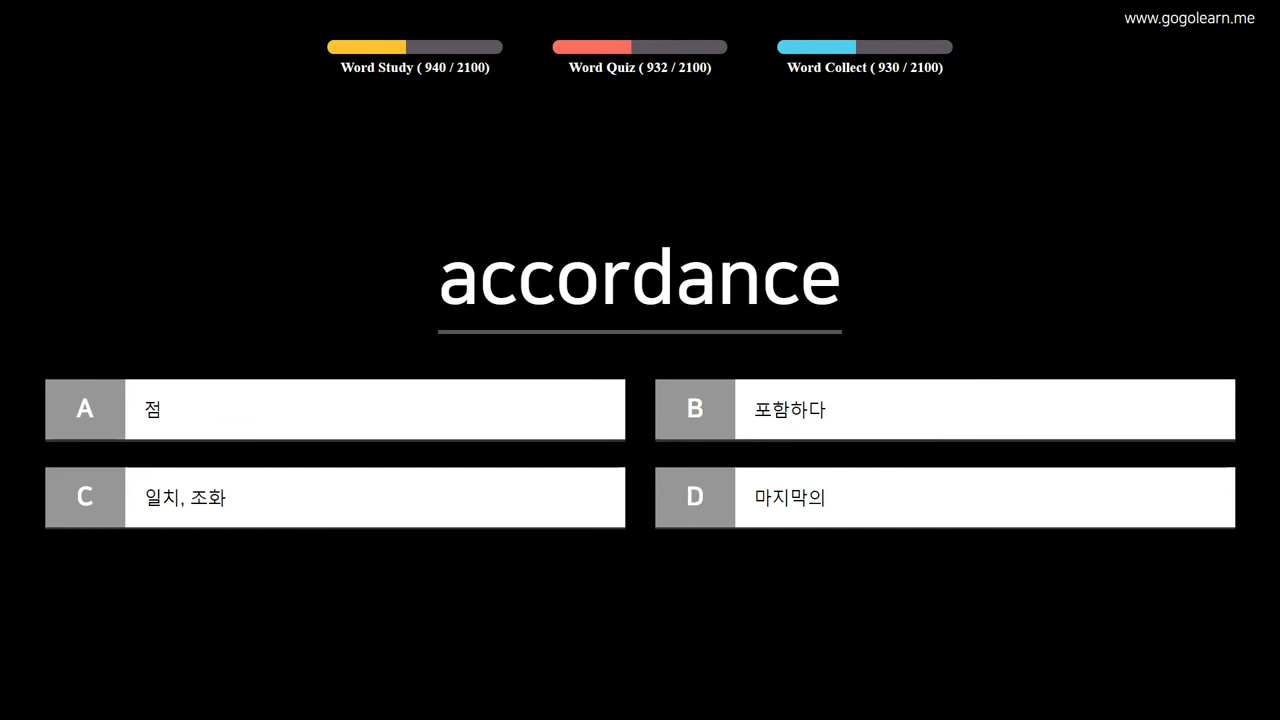 www.gogolearn.me
Word Study ( 940 / 2100)
Word Quiz ( 932 / 2100)
Word Collect ( 930 / 2100)
accordance
A 점
B 포함하다
C 일치, 조화
D 마지막의